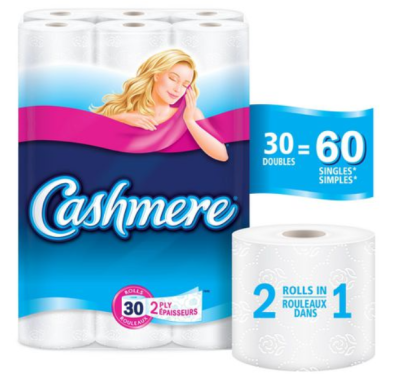 Cashmere
ROLLS
30
ROULEAUX
2 PLY
ÉPAISSEURS
30 = 60
DOUBLES
SINGLES*
SIMPLES*
2 ROLLS IN 1
ROULEAUX
DANS